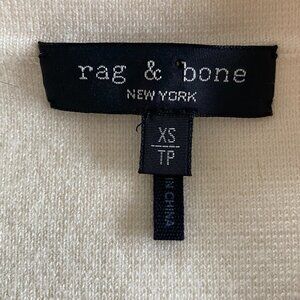 rag & bone
NEW YORK
XS
TP
IN CHINA